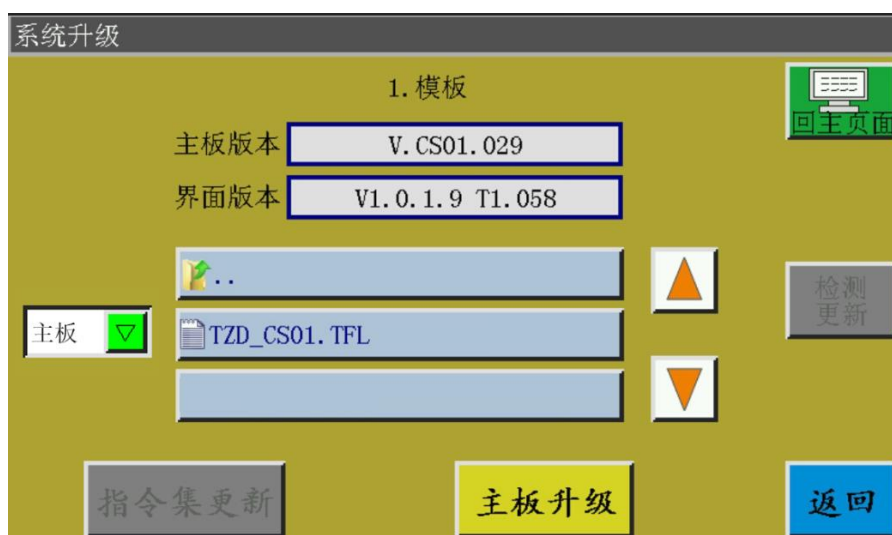 系统升级
1.模板
回主页面
主板版本 V.CS01.029
界面版本 V1.0.1.9 T1.058
..
检测
更新
主板
TZD_CS01.TFL
指令集更新
主板升级
返回